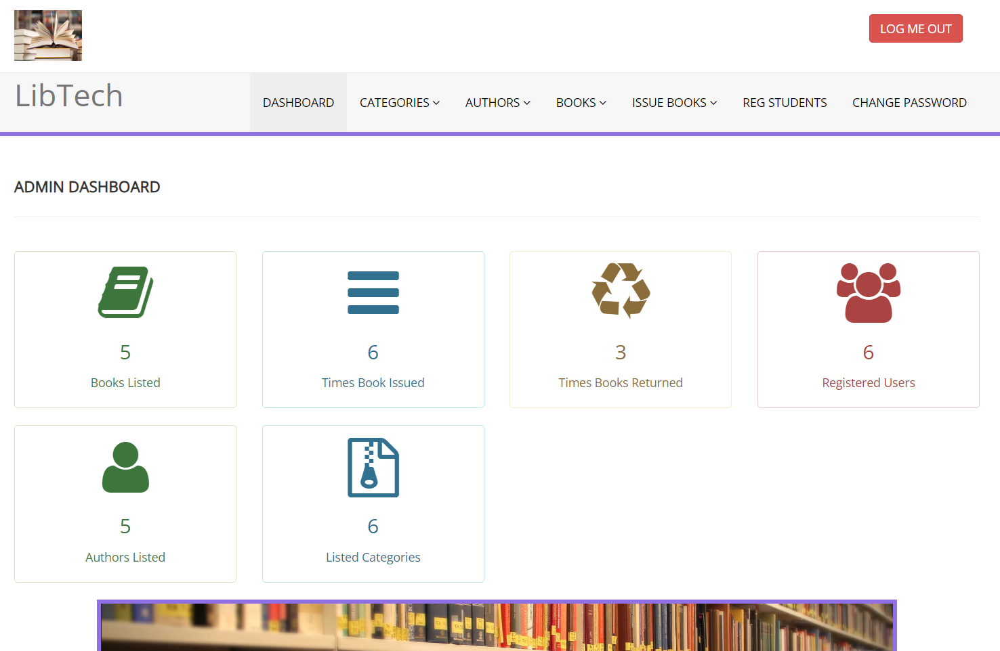 LOG ME OUT
LibTech
DASHBOARD
CATEGORIES
AUTHORS
BOOKS
ISSUE BOOKS
REG STUDENTS
CHANGE PASSWORD
ADMIN DASHBOARD
5
Books Listed
6
Times Book Issued
3
Times Books Returned
6
Registered Users
5
Authors Listed
6
Listed Categories